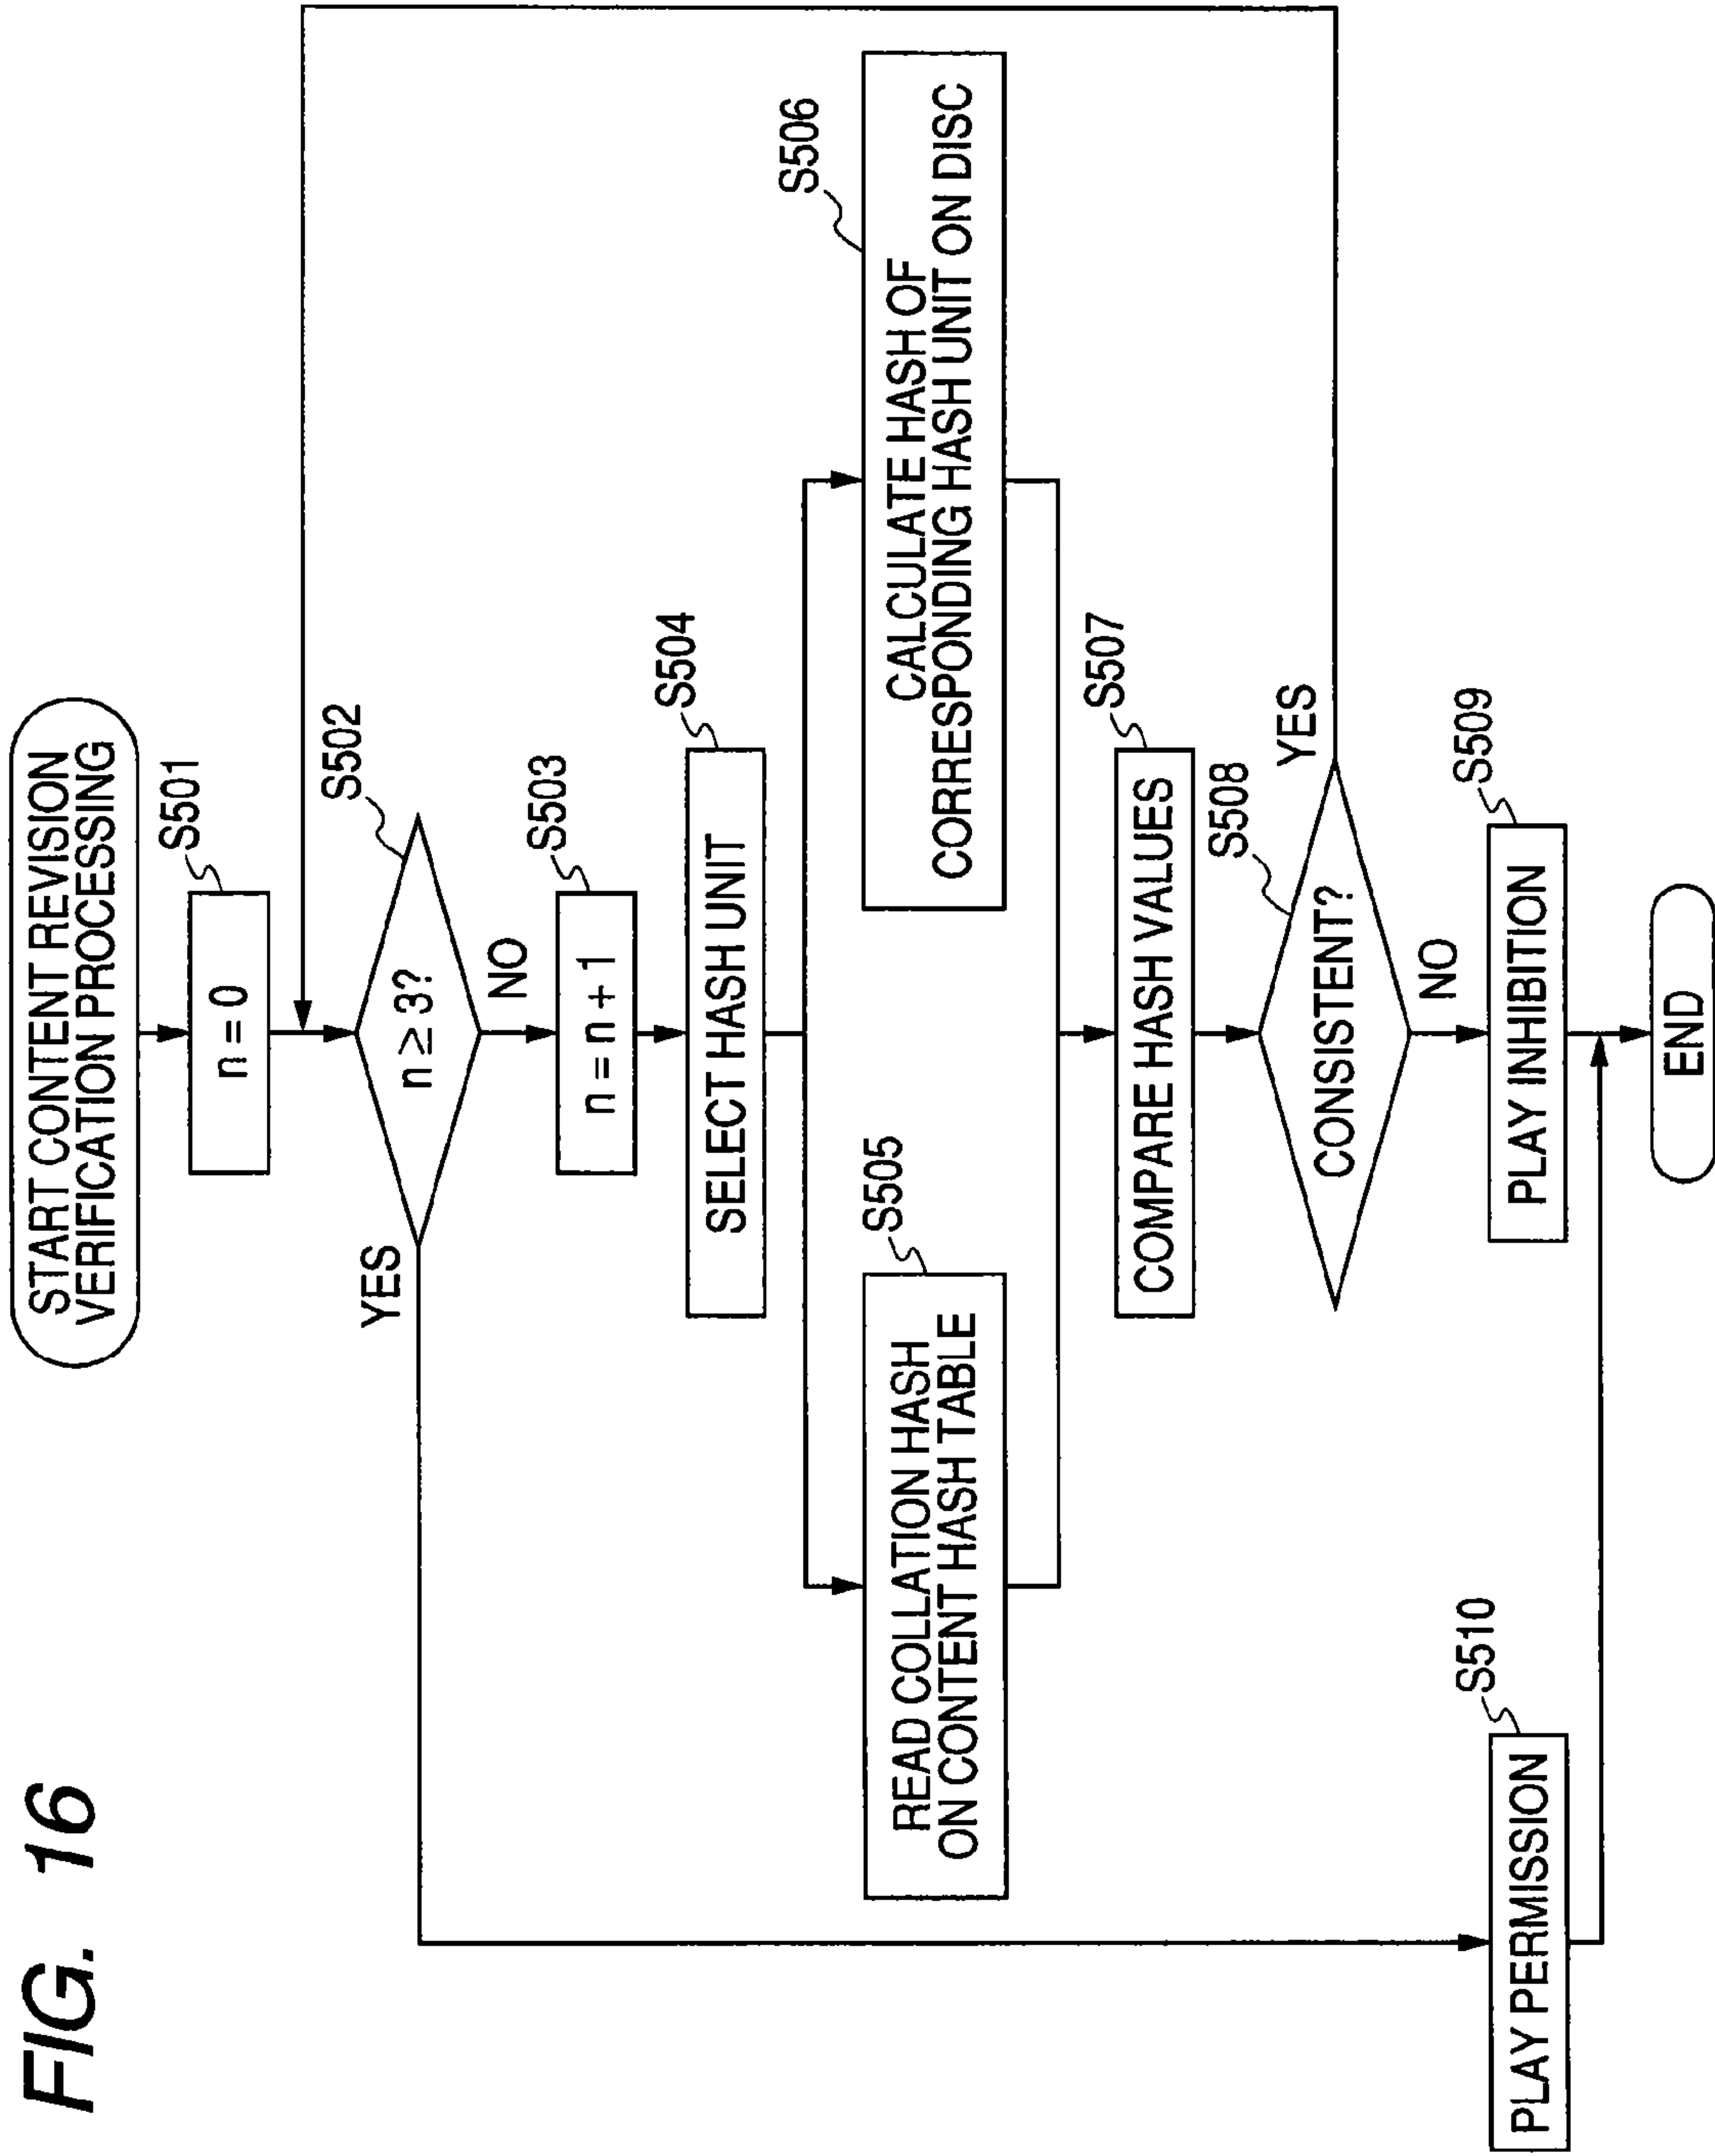 FIG. 16
START CONTENT REVISION
VERIFICATION PROCESSING
S501
n = 0
S502
n ≥ 3?
YES
NO
S503
n = n + 1
S504
SELECT HASH UNIT
S505
READ COLLATION HASH
ON CONTENT HASH TABLE
S506
CALCULATE HASH OF
CORRESPONDING HASH UNIT ON DISC
S507
COMPARE HASH VALUES
S508
CONSISTENT?
YES
NO
S509
PLAY INHIBITION
S510
PLAY PERMISSION
END